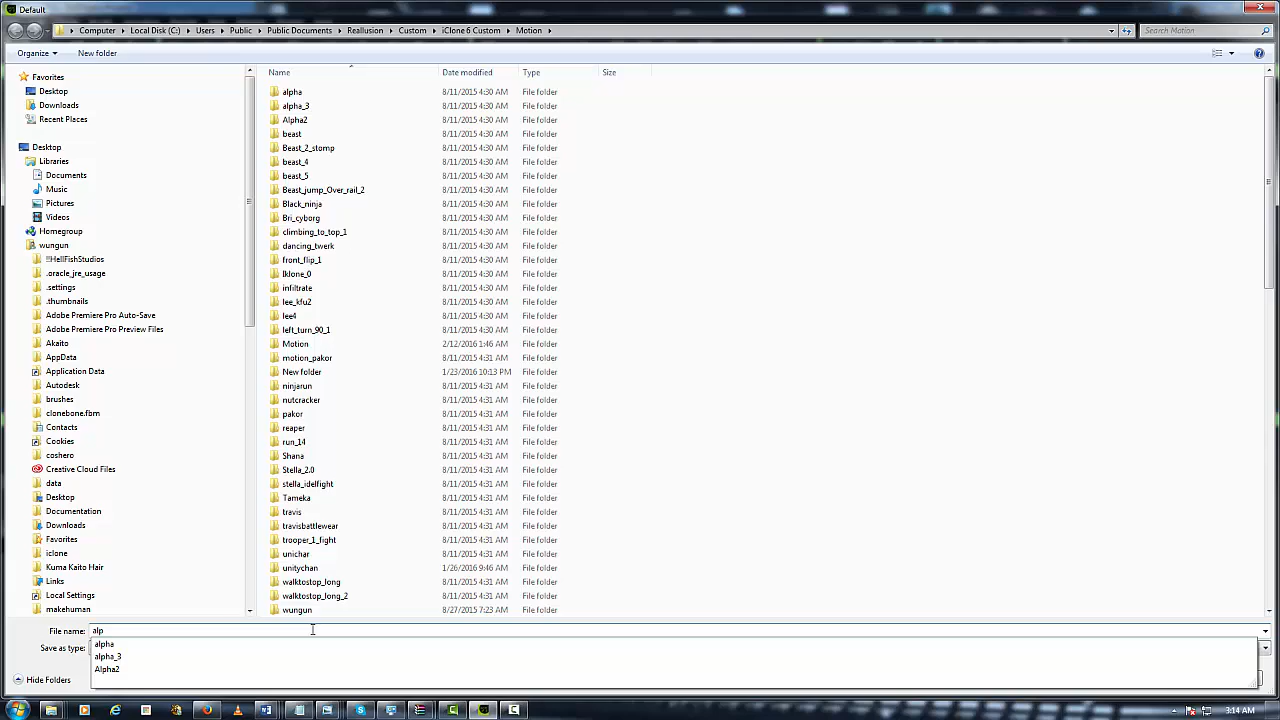 Default
Computer ▸ Local Disk (C:) ▸ Users ▸ Public ▸ Public Documents ▸ Reallusion ▸ Custom ▸ iClone 6 Custom ▸ Motion ▸
Search Motion
Organize ▾ New folder
Favorites
Desktop
Downloads
Recent Places
Desktop
Libraries
Documents
Music
Pictures
Videos
Homegroup
wungun
!!HellFishStudios
.oracle_jre_usage
.settings
.thumbnails
Adobe Premiere Pro Auto-Save
Adobe Premiere Pro Preview Files
Akaito
AppData
Application Data
Autodesk
brushes
clonebone.fbm
Contacts
Cookies
coshero
Creative Cloud Files
data
Desktop
Documentation
Downloads
Favorites
iclone
Kuma Kaito Hair
Links
Local Settings
makehuman
Name Date modified Type Size
alpha 8/11/2015 4:30 AM File folder
alpha_3 8/11/2015 4:30 AM File folder
Alpha2 8/11/2015 4:30 AM File folder
beast 8/11/2015 4:30 AM File folder
Beast_2_stomp 8/11/2015 4:30 AM File folder
beast_4 8/11/2015 4:30 AM File folder
beast_5 8/11/2015 4:30 AM File folder
Beast_jump_Over_rail_2 8/11/2015 4:30 AM File folder
Black_ninja 8/11/2015 4:30 AM File folder
Bri_cyborg 8/11/2015 4:30 AM File folder
climbing_to_top_1 8/11/2015 4:30 AM File folder
dancing_twerk 8/11/2015 4:30 AM File folder
front_flip_1 8/11/2015 4:30 AM File folder
Iklone_0 8/11/2015 4:30 AM File folder
infiltrate 8/11/2015 4:30 AM File folder
lee_kfu2 8/11/2015 4:30 AM File folder
lee4 8/11/2015 4:30 AM File folder
left_turn_90_1 8/11/2015 4:30 AM File folder
Motion 2/12/2016 1:46 AM File folder
motion_pakor 8/11/2015 4:31 AM File folder
New folder 1/23/2016 10:13 PM File folder
ninjarun 8/11/2015 4:31 AM File folder
nutcracker 8/11/2015 4:31 AM File folder
pakor 8/11/2015 4:31 AM File folder
reaper 8/11/2015 4:31 AM File folder
run_14 8/11/2015 4:31 AM File folder
Shana 8/11/2015 4:31 AM File folder
Stella_2.0 8/11/2015 4:31 AM File folder
stella_idelfight 8/11/2015 4:31 AM File folder
Tameka 8/11/2015 4:31 AM File folder
travis 8/11/2015 4:31 AM File folder
travisbattlewear 8/11/2015 4:31 AM File folder
trooper_1_fight 8/11/2015 4:31 AM File folder
unichar 8/11/2015 4:31 AM File folder
unitychan 1/26/2016 9:46 AM File folder
walktostop_long 8/11/2015 4:31 AM File folder
walktostop_long_2 8/11/2015 4:31 AM File folder
wungun 8/27/2015 7:23 AM File folder
File name: alp
Save as type:
alpha
alpha_3
Alpha2
Hide Folders
3:14 AM